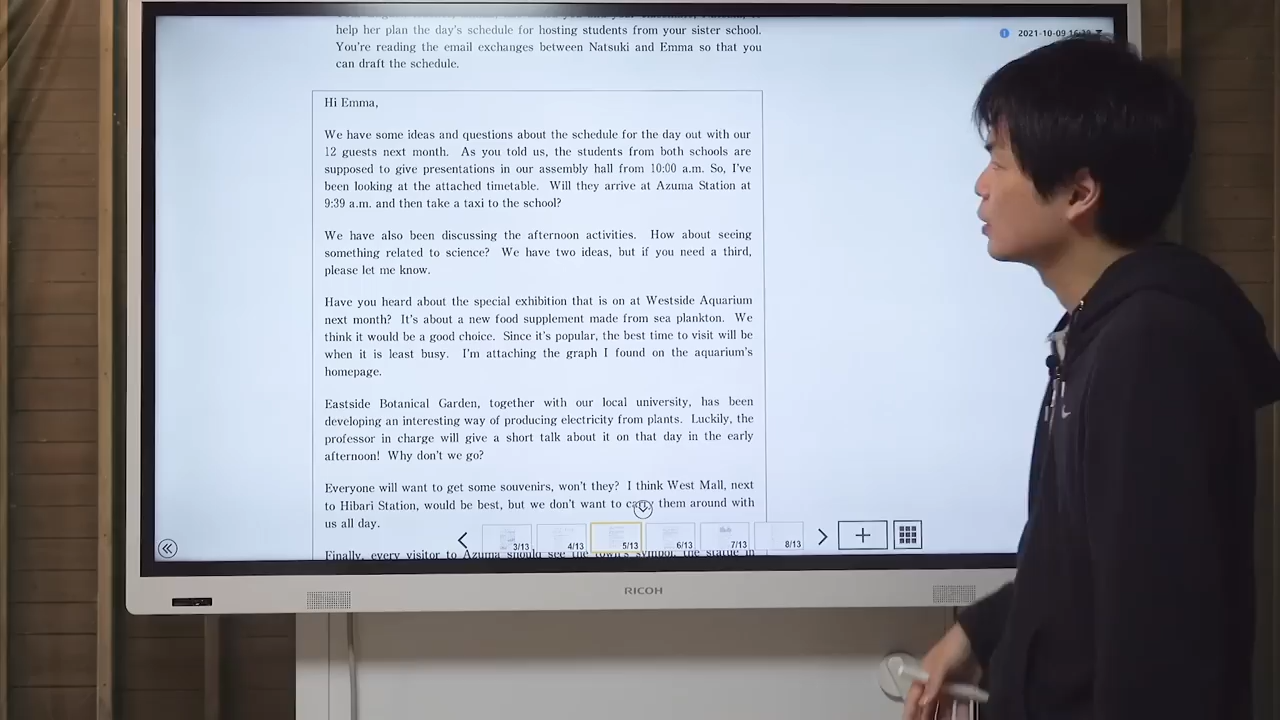 help her plan the day's schedule for hosting students from your sister school.
You're reading the email exchanges between Natsuki and Emma so that you
can draft the schedule.
2021-10-09
Hi Emma,
We have some ideas and questions about the schedule for the day out with our
12 guests next month. As you told us, the students from both schools are
supposed to give presentations in our assembly hall from 10:00 a.m. So, I've
been looking at the attached timetable. Will they arrive at Azuma Station at
9:39 a.m. and then take a taxi to the school?
We have also been discussing the afternoon activities. How about seeing
something related to science? We have two ideas, but if you need a third,
please let me know.
Have you heard about the special exhibition that is on at Westside Aquarium
next month? It's about a new food supplement made from sea plankton. We
think it would be a good choice. Since it's popular, the best time to visit will be
when it is least busy. I'm attaching the graph I found on the aquarium's
homepage.
Eastside Botanical Garden, together with our local university, has been
developing an interesting way of producing electricity from plants. Luckily, the
professor in charge will give a short talk about it on that day in the early
afternoon! Why don't we go?
Everyone will want to get some souvenirs, won't they? I think West Mall, next
to Hibari Station, would be best, but we don't want to carry them around with
us all day.
Finally, every visitor to Azuma should see the town's symbol, the statue in
3/13
4/13
5/13
6/13
7/13
8/13
RICOH